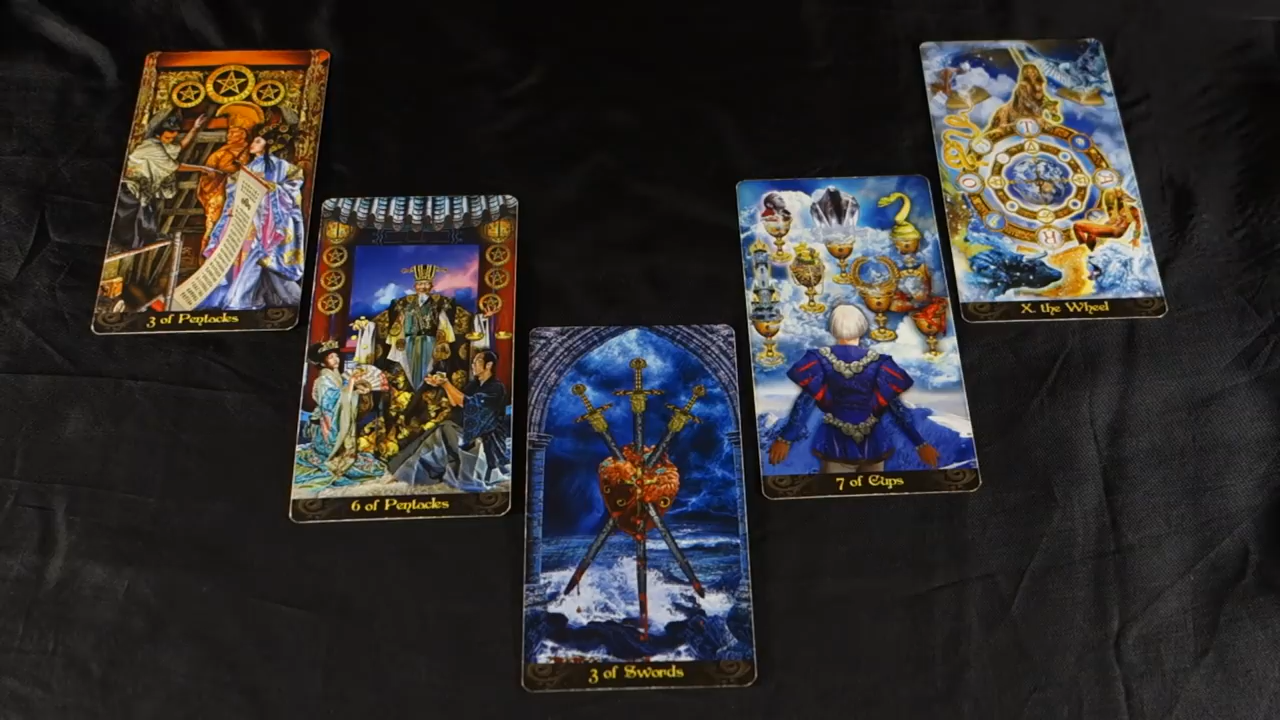 3 of Pentacles
6 of Pentacles
3 of Swords
7 of Cups
X. the Wheel